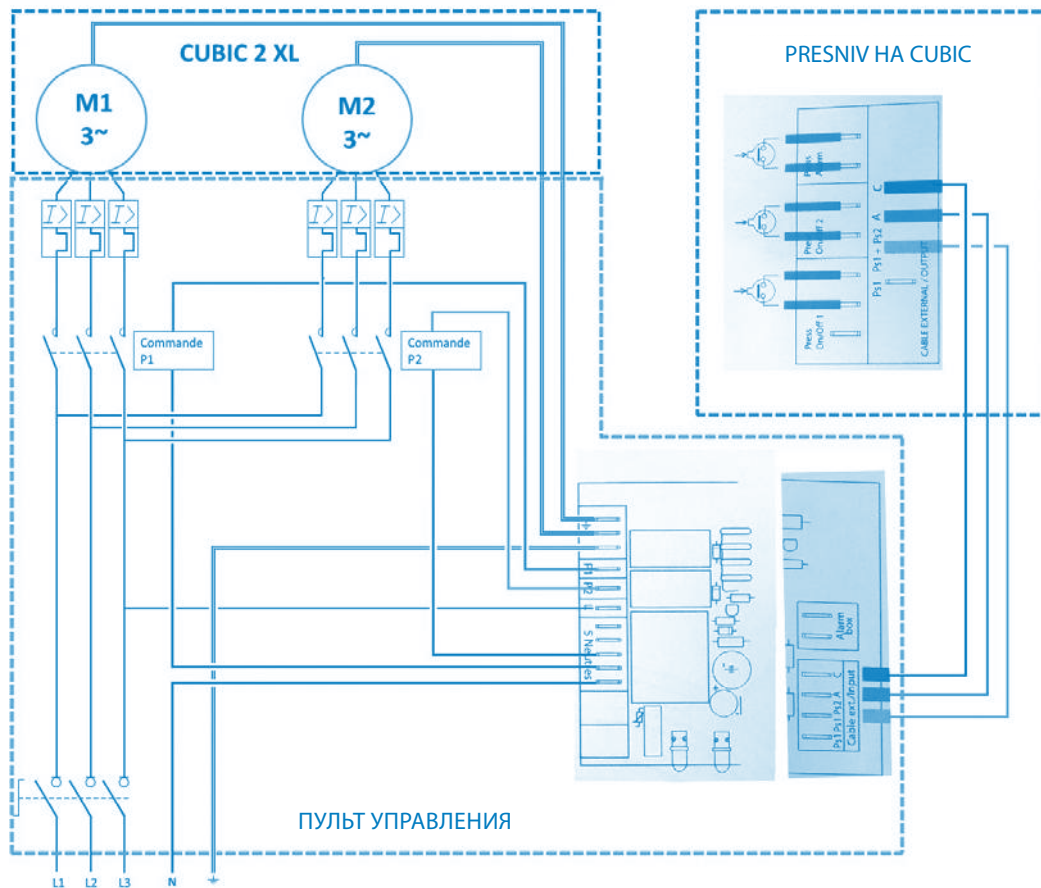 CUBIC 2 XL
M1
3~
M2
3~
PRESNIV НА CUBIC
Press
Alarm
Press
On/Off 2
Press
On/Off 1
C
A
Ps1 + Ps2
Ps1
CABLE EXTERNAL / OUTPUT
I>
I>
I>
I>
I>
I>
Commande
P1
Commande
P2
P1
P2
L
5 Neutres
Alarm
box
Ps1 Ps1 Ps2 A C
Cable ext./Input
ПУЛЬТ УПРАВЛЕНИЯ
L1 L2 L3 N